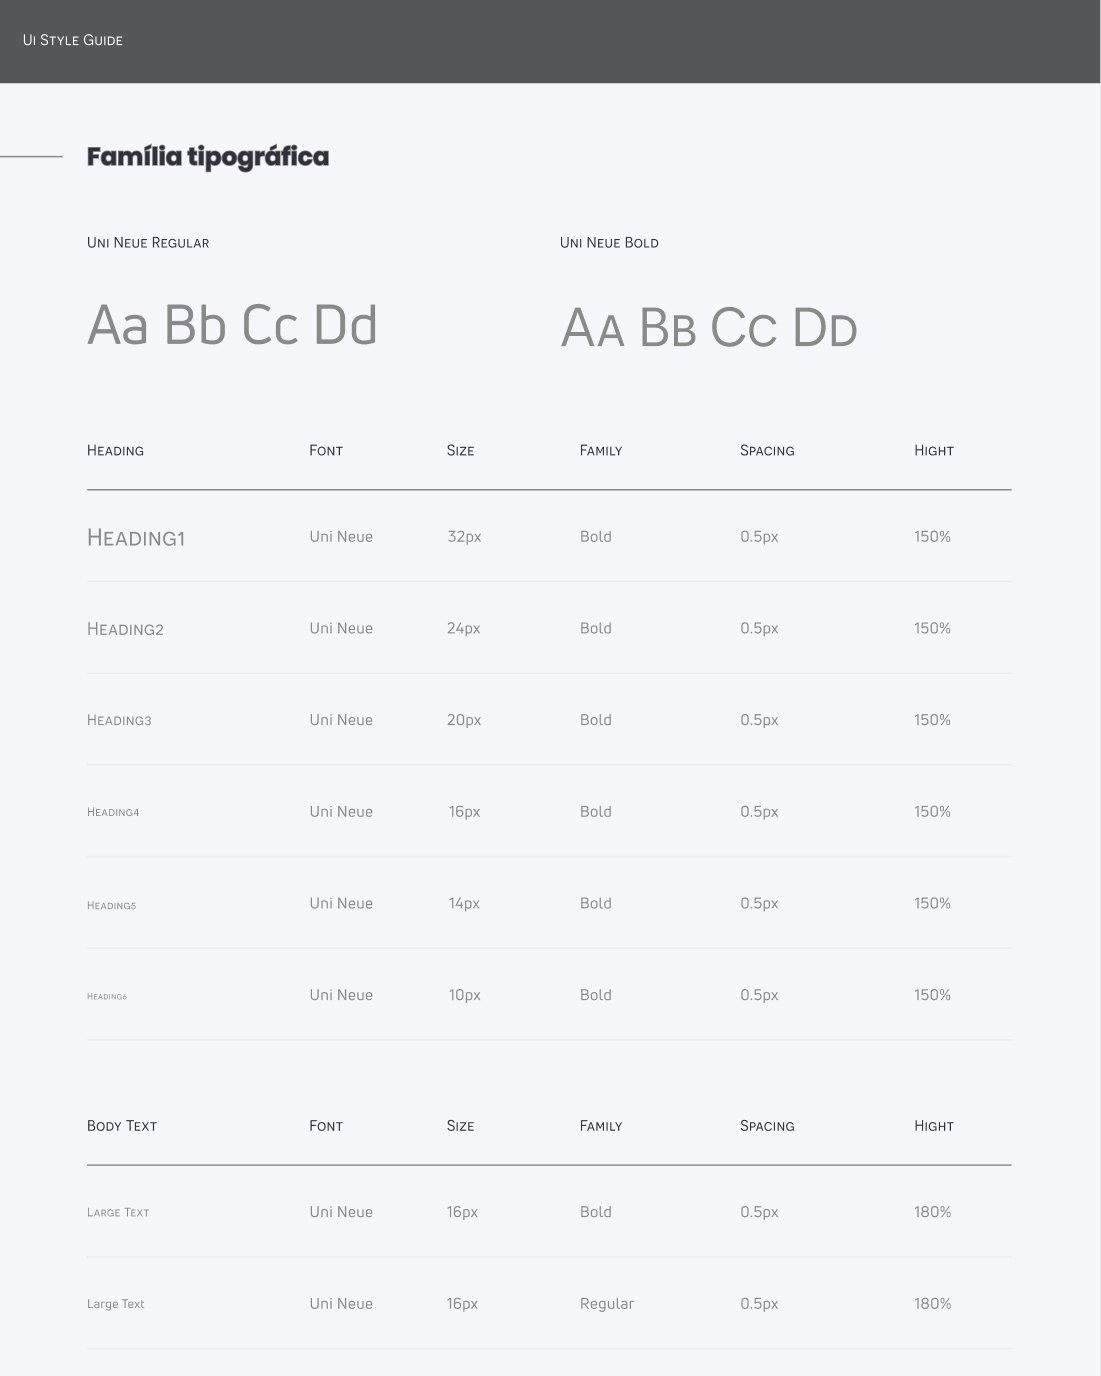 Ui Style Guide
Família tipográfica
Uni Neue Regular Uni Neue Bold
Aa Bb Cc Dd Aa Bb Cc Dd
Heading Font Size Family Spacing Hight
Heading1 Uni Neue 32px Bold 0.5px 150%
Heading2 Uni Neue 24px Bold 0.5px 150%
Heading3 Uni Neue 20px Bold 0.5px 150%
Heading4 Uni Neue 16px Bold 0.5px 150%
Heading5 Uni Neue 14px Bold 0.5px 150%
Heading6 Uni Neue 10px Bold 0.5px 150%
Body Text Font Size Family Spacing Hight
Large Text Uni Neue 16px Bold 0.5px 180%
Large Text Uni Neue 16px Regular 0.5px 180%